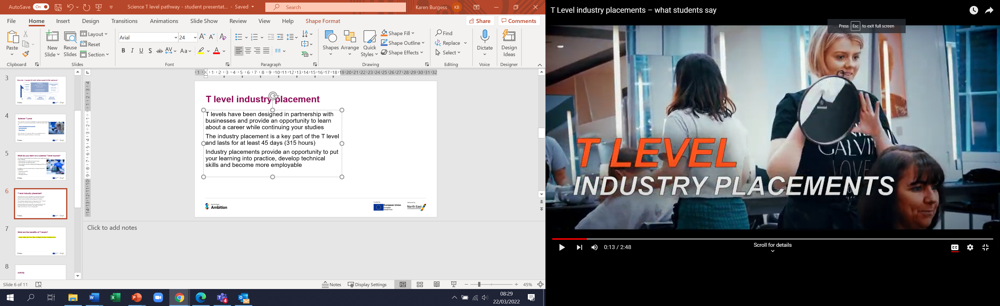 AutoSave On
Science T level pathway - student presentat... - Saved
Search
Karen Burgess KB
File Home Insert Design Transitions Animations Slide Show Review View Help Shape Format
Share Comments
Paste
New Slide
Reuse Slides
Layout
Reset
Section
Arial 24
B I U S ab AV Aa A
Shapes Arrange Quick Styles
Shape Fill
Shape Outline
Shape Effects
Find
Replace
Select
Dictate
Design Ideas
Clipboard Slides Font Paragraph Drawing Editing Voice Designer
3
How do T Levels fit with other post-GCSE options?
4
Science T Level
5
What do you learn on a science T level course?
6
T level industry placement
7
What are the benefits of T levels?
8
Activity
T level industry placement
T levels have been designed in partnership with
businesses and provide an opportunity to learn
about a career while continuing your studies
The industry placement is a key part of the T level
and lasts for at least 45 days (315 hours)
Industry placements provide an opportunity to put
your learning into practice, develop technical
skills and become more employable
North East
Ambition
Funded by
European Union
European
Social Fund
Delivered by
North East
Local Enterprise Partnership
Click to add notes
Slide 6 of 11
Notes Display Settings 45%
08:29
22/03/2022
T Level industry placements – what students say
Press Esc to exit full screen
T LEVEL
INDUSTRY PLACEMENTS
CALVI
LOVE
0:13 / 2:48
Scroll for details
CC